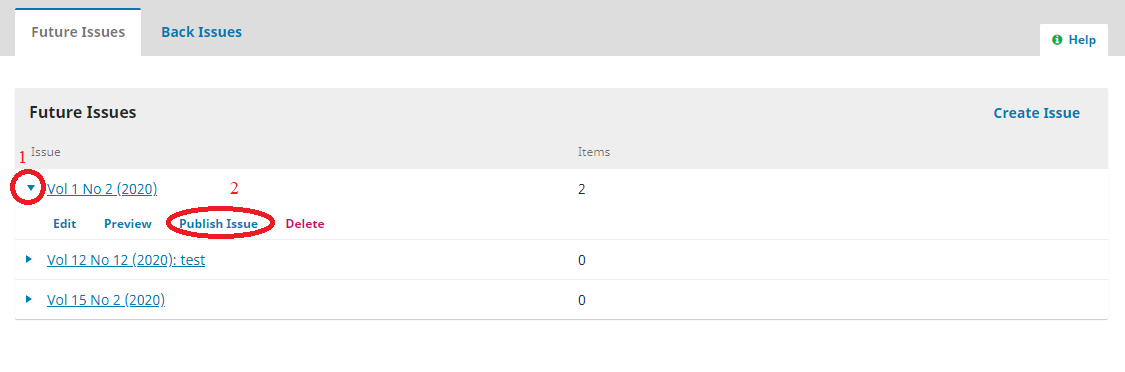 Future Issues Back Issues
Help
Future Issues Create Issue
1 Issue Items
Vol 1 No 2 (2020) 2 2
Edit Preview Publish Issue Delete
Vol 12 No 12 (2020): test 0
Vol 15 No 2 (2020) 0